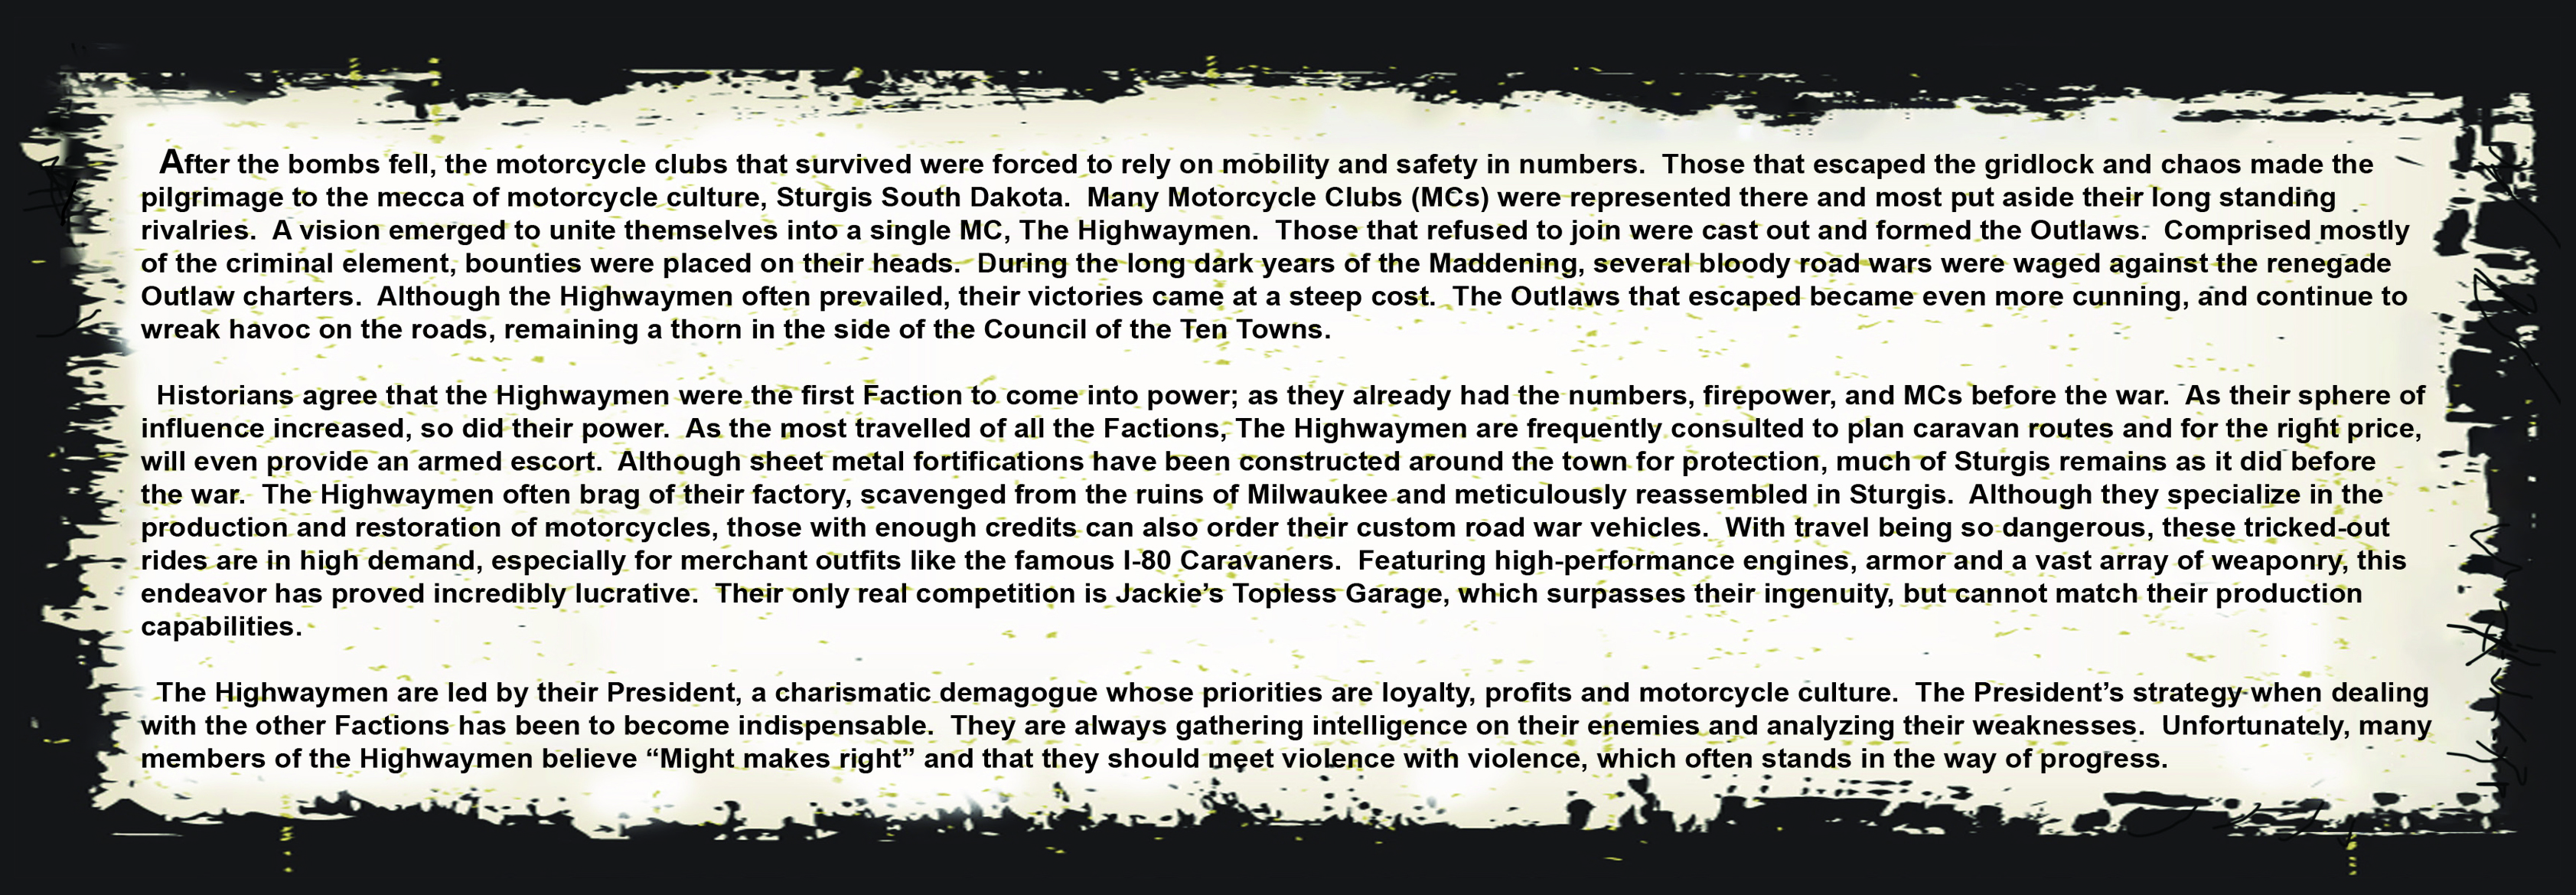 After the bombs fell, the motorcycle clubs that survived were forced to rely on mobility and safety in numbers.  Those that escaped the gridlock and chaos made the
pilgrimage to the mecca of motorcycle culture, Sturgis South Dakota.  Many Motorcycle Clubs (MCs) were represented there and most put aside their long standing
rivalries.  A vision emerged to unite themselves into a single MC, The Highwaymen.  Those that refused to join were cast out and formed the Outlaws.  Comprised mostly
of the criminal element, bounties were placed on their heads.  During the long dark years of the Maddening, several bloody road wars were waged against the renegade
Outlaw charters.  Although the Highwaymen often prevailed, their victories came at a steep cost.  The Outlaws that escaped became even more cunning, and continue to
wreak havoc on the roads, remaining a thorn in the side of the Council of the Ten Towns.

Historians agree that the Highwaymen were the first Faction to come into power; as they already had the numbers, firepower, and MCs before the war.  As their sphere of
influence increased, so did their power.  As the most travelled of all the Factions, The Highwaymen are frequently consulted to plan caravan routes and for the right price,
will even provide an armed escort.  Although sheet metal fortifications have been constructed around the town for protection, much of Sturgis remains as it did before
the war.  The Highwaymen often brag of their factory, scavenged from the ruins of Milwaukee and meticulously reassembled in Sturgis.  Although they specialize in the
production and restoration of motorcycles, those with enough credits can also order their custom road war vehicles.  With travel being so dangerous, these tricked-out
rides are in high demand, especially for merchant outfits like the famous I-80 Caravaners.  Featuring high-performance engines, armor and a vast array of weaponry, this
endeavor has proved incredibly lucrative.  Their only real competition is Jackie’s Topless Garage, which surpasses their ingenuity, but cannot match their production
capabilities.

The Highwaymen are led by their President, a charismatic demagogue whose priorities are loyalty, profits and motorcycle culture.  The President’s strategy when dealing
with the other Factions has been to become indispensable.  They are always gathering intelligence on their enemies and analyzing their weaknesses.  Unfortunately, many
members of the Highwaymen believe “Might makes right” and that they should meet violence with violence, which often stands in the way of progress.